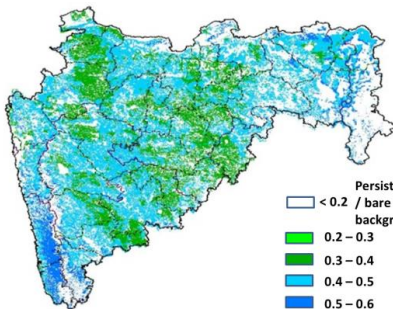 Persist
< 0.2 / bare
backgr
0.2 – 0.3
0.3 – 0.4
0.4 – 0.5
0.5 – 0.6